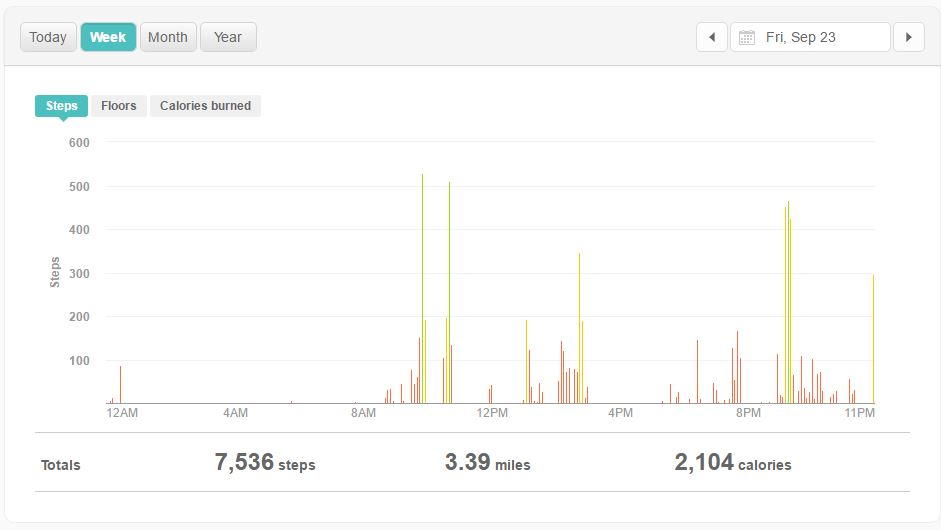 Today Week Month Year Fri, Sep 23
Steps Floors Calories burned
600
500
400
300
200
100
Steps
12AM 4AM 8AM 12PM 4PM 8PM 11PM
Totals 7,536 steps 3.39 miles 2,104 calories